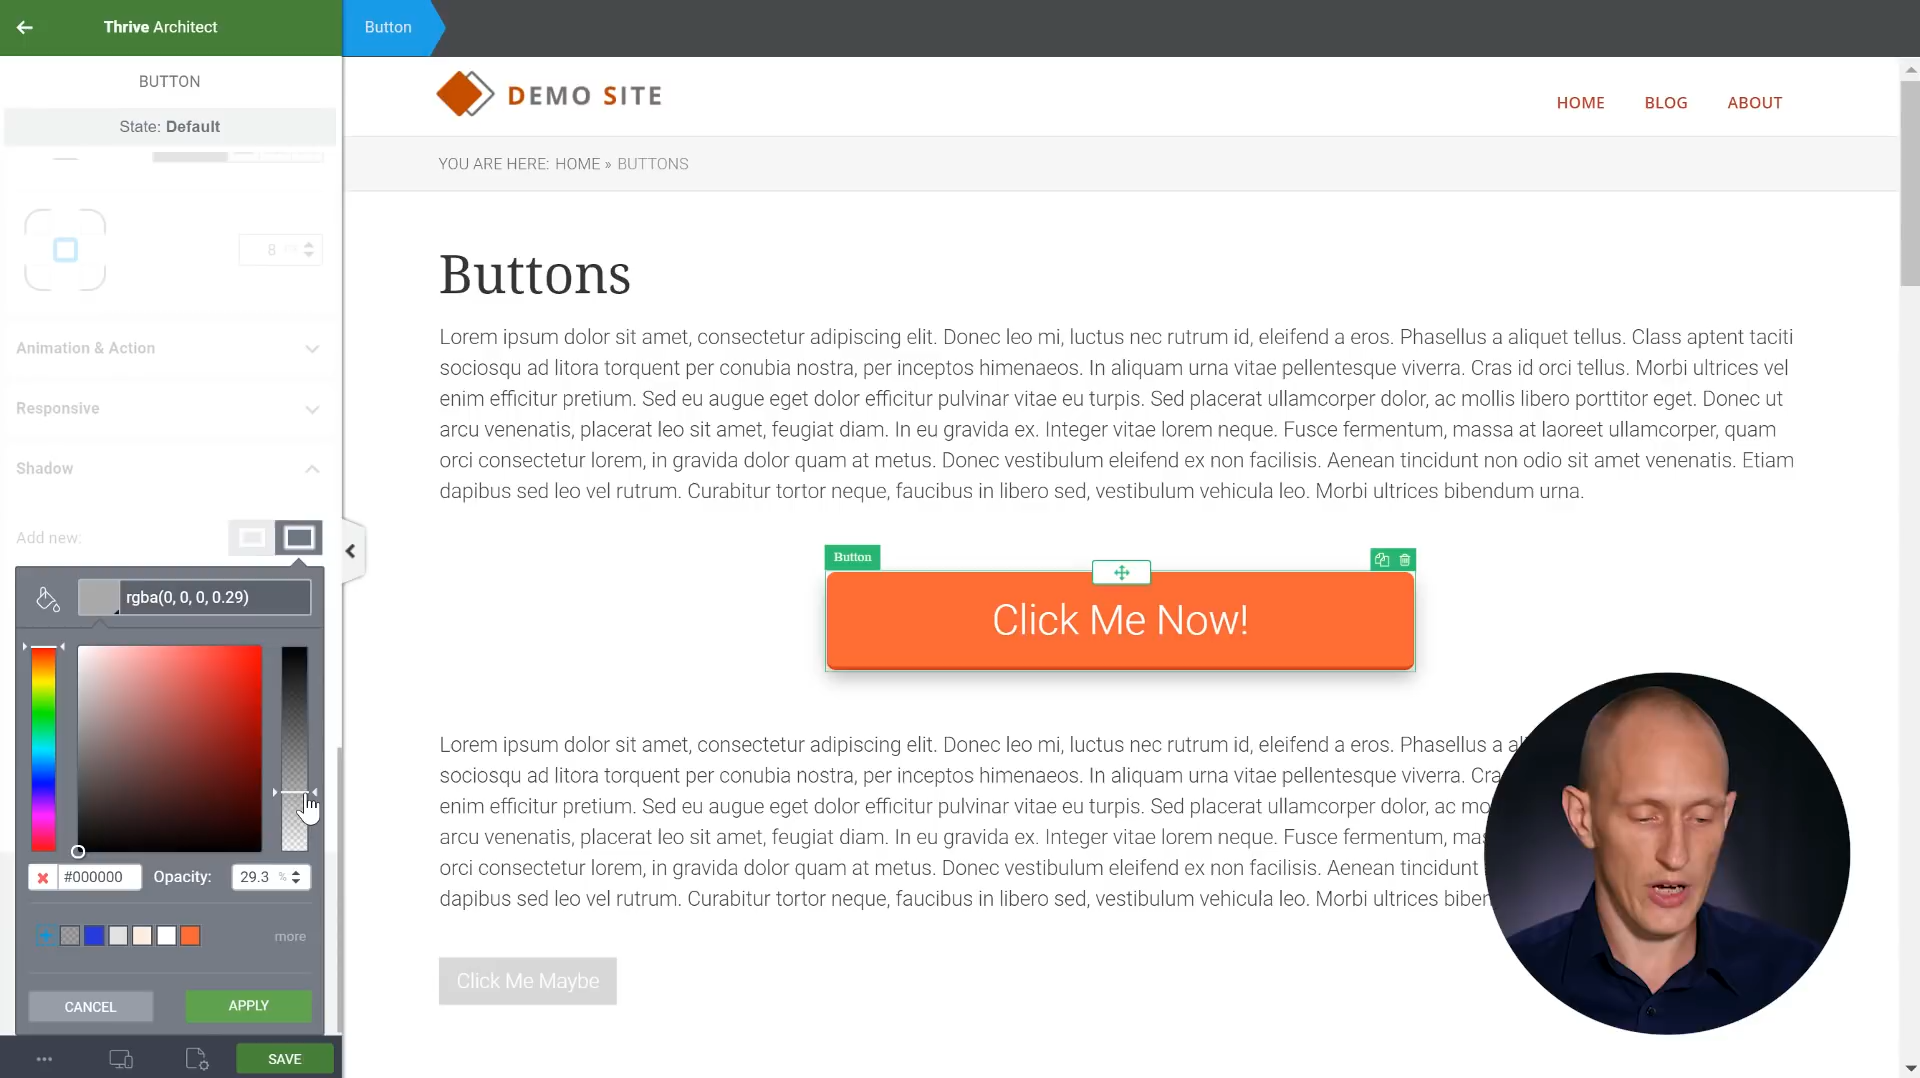 Thrive Architect
Button
BUTTON
State: Default
DEMO SITE
HOME
BLOG
ABOUT
YOU ARE HERE: HOME » BUTTONS
8
Animation & Action
Responsive
Shadow
Add new:
rgba(0, 0, 0, 0.29)
#000000
Opacity:
29.3 %
more
CANCEL
APPLY
SAVE
Buttons
Lorem ipsum dolor sit amet, consectetur adipiscing elit. Donec leo mi, luctus nec rutrum id, eleifend a eros. Phasellus a aliquet tellus. Class aptent taciti
sociosqu ad litora torquent per conubia nostra, per inceptos himenaeos. In aliquam urna vitae pellentesque viverra. Cras id orci tellus. Morbi ultrices vel
enim efficitur pretium. Sed eu augue eget dolor efficitur pulvinar vitae eu turpis. Sed placerat ullamcorper dolor, ac mollis libero porttitor eget. Donec ut
arcu venenatis, placerat leo sit amet, feugiat diam. In eu gravida ex. Integer vitae lorem neque. Fusce fermentum, massa at laoreet ullamcorper, quam
orci consectetur lorem, in gravida dolor quam at metus. Donec vestibulum eleifend ex non facilisis. Aenean tincidunt non odio sit amet venenatis. Etiam
dapibus sed leo vel rutrum. Curabitur tortor neque, faucibus in libero sed, vestibulum vehicula leo. Morbi ultrices bibendum urna.
Button
Click Me Now!
Lorem ipsum dolor sit amet, consectetur adipiscing elit. Donec leo mi, luctus nec rutrum id, eleifend a eros. Phasellus a al
sociosqu ad litora torquent per conubia nostra, per inceptos himenaeos. In aliquam urna vitae pellentesque viverra. Cra
enim efficitur pretium. Sed eu augue eget dolor efficitur pulvinar vitae eu turpis. Sed placerat ullamcorper dolor, ac mo
arcu venenatis, placerat leo sit amet, feugiat diam. In eu gravida ex. Integer vitae lorem neque. Fusce fermentum, mas
orci consectetur lorem, in gravida dolor quam at metus. Donec vestibulum eleifend ex non facilisis. Aenean tincidunt
dapibus sed leo vel rutrum. Curabitur tortor neque, faucibus in libero sed, vestibulum vehicula leo. Morbi ultrices biben
Click Me Maybe